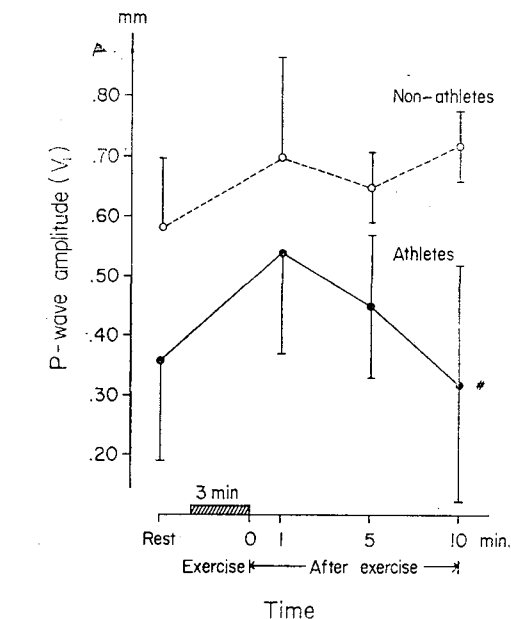 mm
A
.80
Non-athletes
.70
P-wave amplitude (V₁)
.60
.50
Athletes
.40
.30
#
.20
3 min
Rest 0 1 5 10 min.
Exercise After exercise
Time